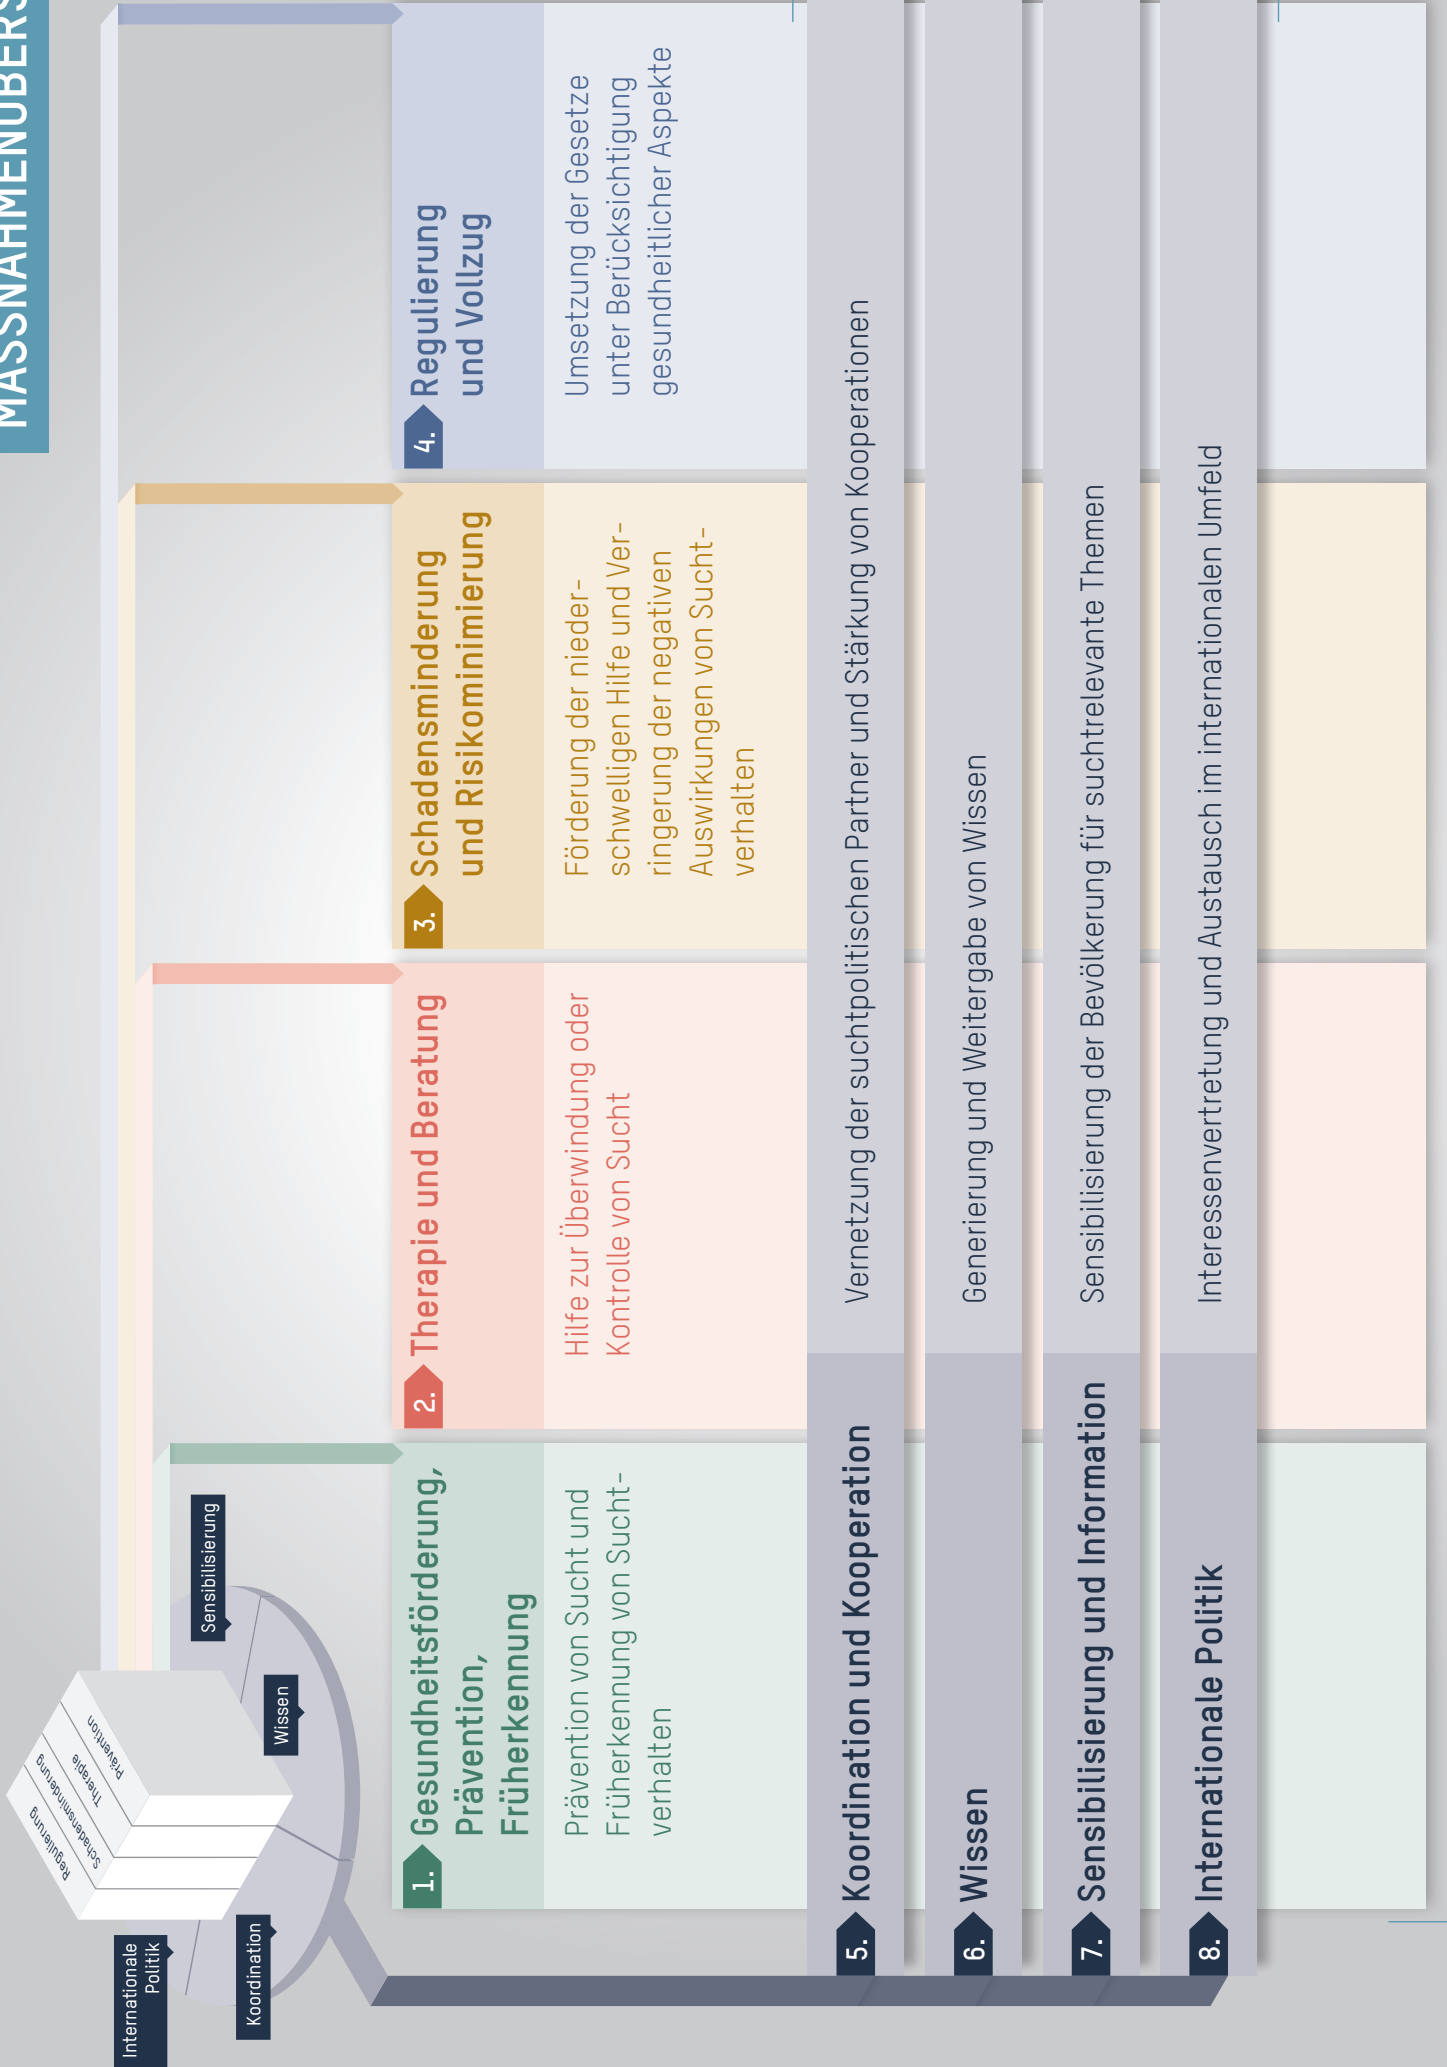 MASSNAHMENÜBERS
Regulierung
Schadensminderung
Therapie
Prävention
Internationale
Politik
Koordination
Wissen
Sensibilisierung
1. Gesundheitsförderung,
Prävention,
Früherkennung
Prävention von Sucht und
Früherkennung von Sucht-
verhalten
2. Therapie und Beratung
Hilfe zur Überwindung oder
Kontrolle von Sucht
3. Schadensminderung
und Risikominimierung
Förderung der nieder-
schwelligen Hilfe und Ver-
ringerung der negativen
Auswirkungen von Sucht-
verhalten
4. Regulierung
und Vollzug
Umsetzung der Gesetze
unter Berücksichtigung
gesundheitlicher Aspekte
5. Koordination und Kooperation Vernetzung der suchtpolitischen Partner und Stärkung von Kooperationen
6. Wissen Generierung und Weitergabe von Wissen
7. Sensibilisierung und Information Sensibilisierung der Bevölkerung für suchtrelevante Themen
8. Internationale Politik Interessenvertretung und Austausch im internationalen Umfeld